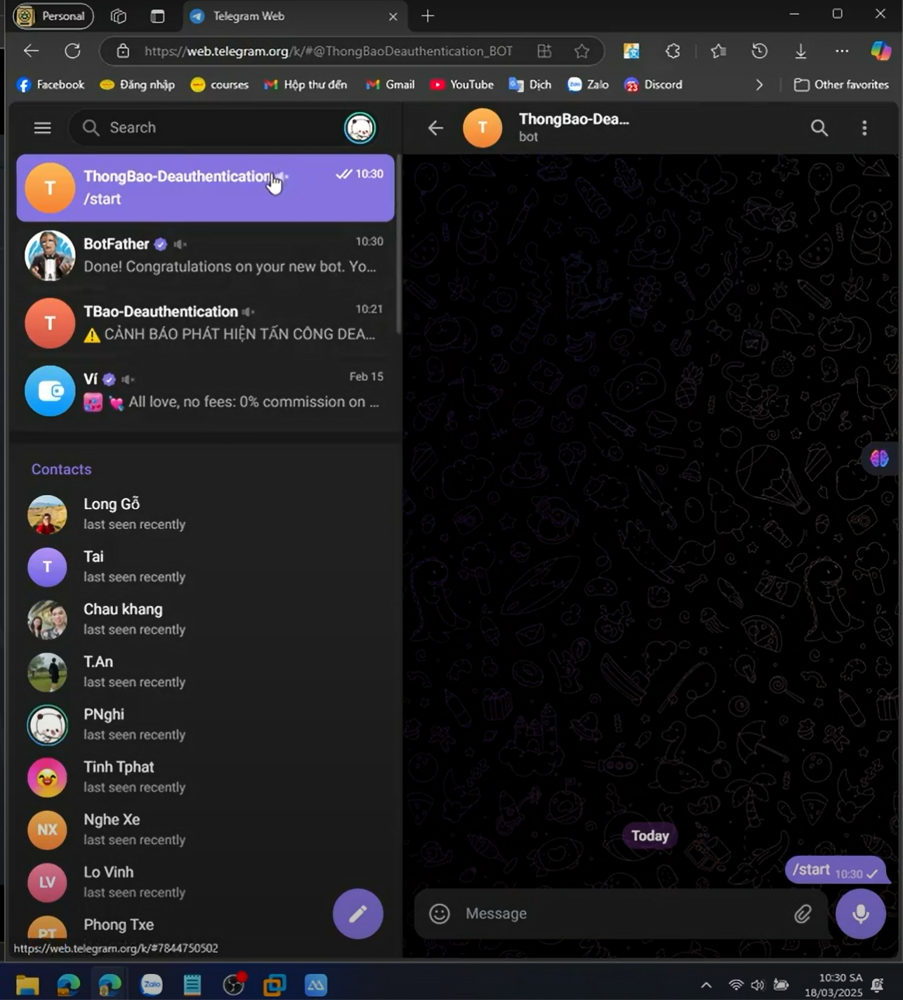 Personal
Telegram Web
https://web.telegram.org/k/#@ThongBaoDeauthentication_BOT
Facebook
Đăng nhập
courses
Hộp thư đến
Gmail
YouTube
Dịch
Zalo
23
Discord
Other favorites
Search
T
ThongBao-Dea...
bot
T
ThongBao-Deauthentication
10:30
/start
BotFather
10:30
Done! Congratulations on your new bot. Yo...
T
TBao-Deauthentication
10:21
⚠️ CẢNH BÁO PHÁT HIỆN TẤN CÔNG DEA...
Ví
Feb 15
All love, no fees: 0% commission on ...
Contacts
Long Gỗ
last seen recently
T
Tai
last seen recently
Chau khang
last seen recently
T.An
last seen recently
PNghi
last seen recently
Tinh Tphat
last seen recently
NX
Nghe Xe
last seen recently
LV
Lo Vinh
last seen recently
PT
Phong Txe
https://web.telegram.org/k/#7844750502
Today
/start 10:30
Message
Zalo
10:30 SA
18/03/2025